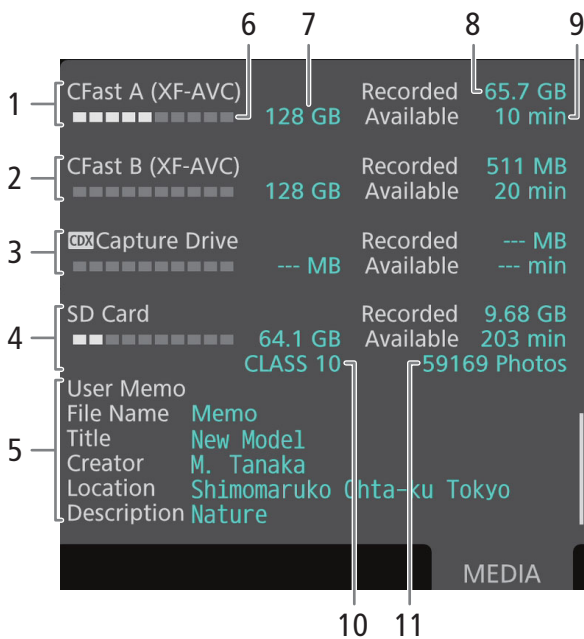 6 7 8 9
1 CFast A (XF-AVC) Recorded 65.7 GB
128 GB Available 10 min
2 CFast B (XF-AVC) Recorded 511 MB
128 GB Available 20 min
3 CDX Capture Drive Recorded --- MB
--- MB Available --- min
4 SD Card Recorded 9.68 GB
64.1 GB Available 203 min
CLASS 10 59169 Photos
5 User Memo
File Name Memo
Title New Model
Creator M. Tanaka
Location Shimomaruko Ohta-ku Tokyo
Description Nature
MEDIA
10 11